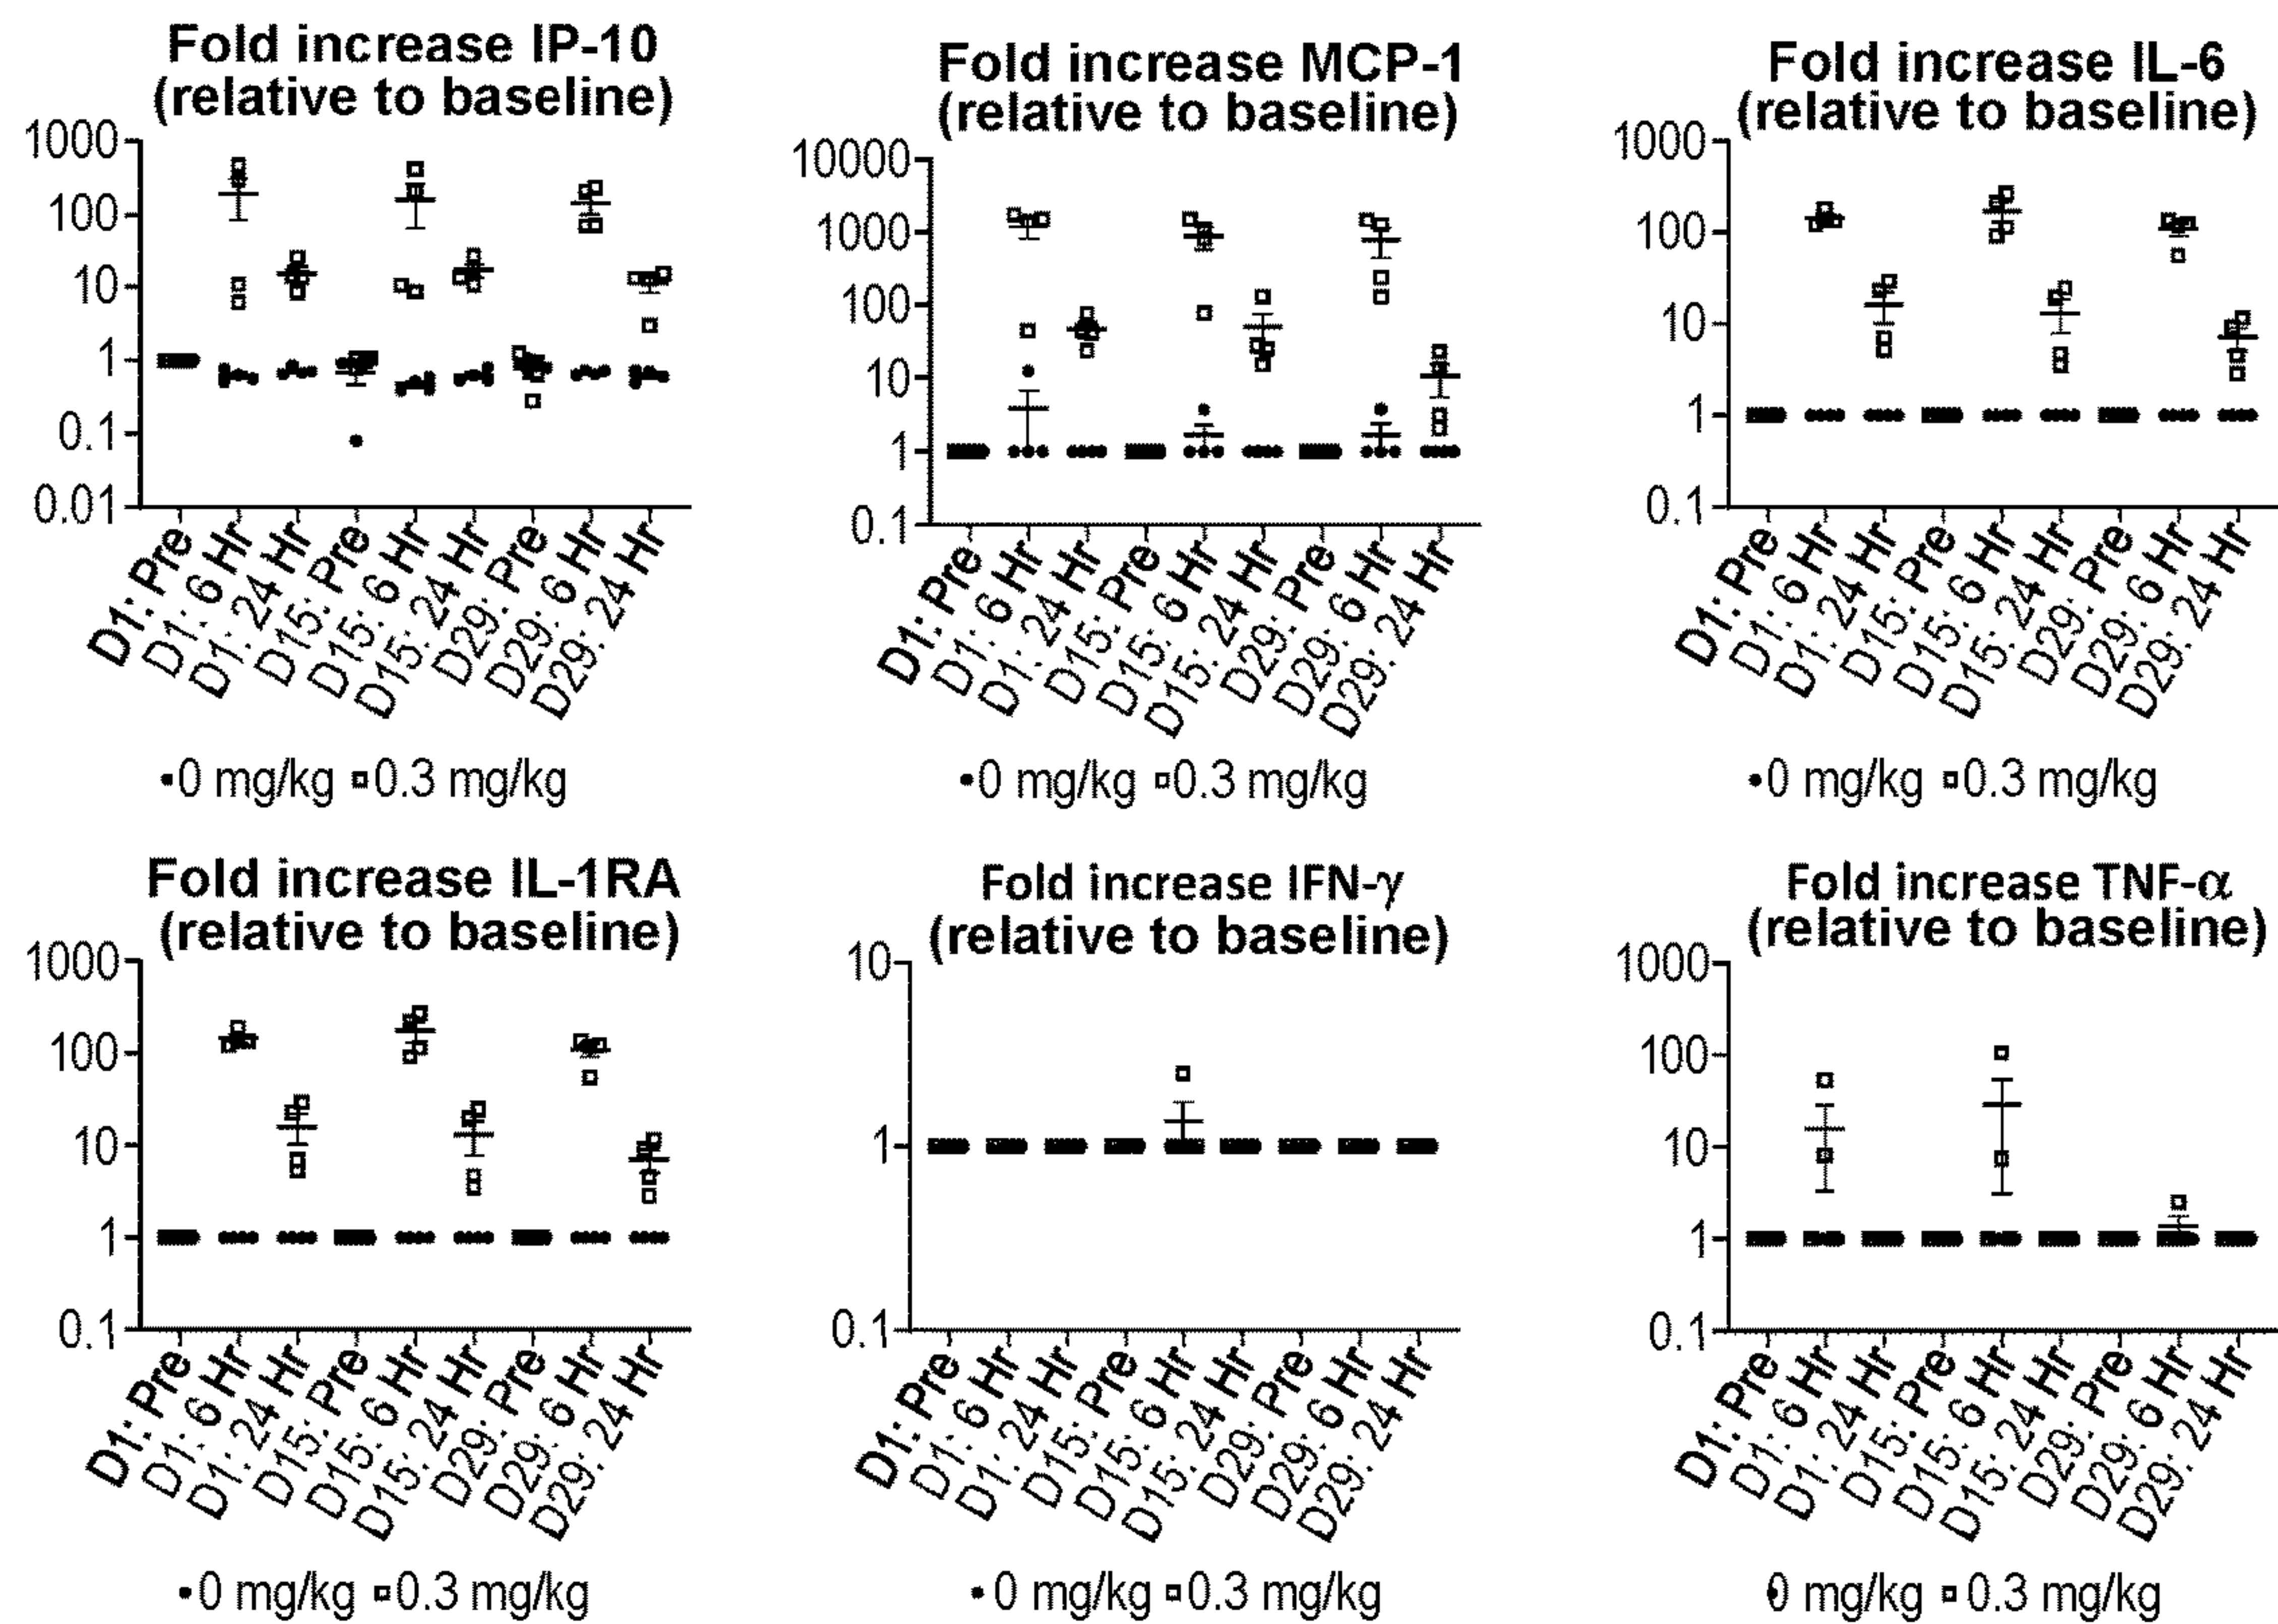 Fold increase IP-10
(relative to baseline)
1000
100
10
1
0.1
0.01
D1: Pre
D1: 6 Hr
D1: 24 Hr
D15: Pre
D15: 6 Hr
D15: 24 Hr
D29: Pre
D29: 6 Hr
D29: 24 Hr
0 mg/kg 0.3 mg/kg
Fold increase MCP-1
(relative to baseline)
10000
1000
100
10
1
0.1
D1: Pre
D1: 6 Hr
D1: 24 Hr
D15: Pre
D15: 6 Hr
D15: 24 Hr
D29: Pre
D29: 6 Hr
D29: 24 Hr
0 mg/kg 0.3 mg/kg
Fold increase IL-6
(relative to baseline)
1000
100
10
1
0.1
D1: Pre
D1: 6 Hr
D1: 24 Hr
D15: Pre
D15: 6 Hr
D15: 24 Hr
D29: Pre
D29: 6 Hr
D29: 24 Hr
0 mg/kg 0.3 mg/kg
Fold increase IL-1RA
(relative to baseline)
1000
100
10
1
0.1
D1: Pre
D1: 6 Hr
D1: 24 Hr
D15: Pre
D15: 6 Hr
D15: 24 Hr
D29: Pre
D29: 6 Hr
D29: 24 Hr
0 mg/kg 0.3 mg/kg
Fold increase IFN-γ
(relative to baseline)
10
1
0.1
D1: Pre
D1: 6 Hr
D1: 24 Hr
D15: Pre
D15: 6 Hr
D15: 24 Hr
D29: Pre
D29: 6 Hr
D29: 24 Hr
0 mg/kg 0.3 mg/kg
Fold increase TNF-α
(relative to baseline)
1000
100
10
1
0.1
D1: Pre
D1: 6 Hr
D1: 24 Hr
D15: Pre
D15: 6 Hr
D15: 24 Hr
D29: Pre
D29: 6 Hr
D29: 24 Hr
0 mg/kg 0.3 mg/kg